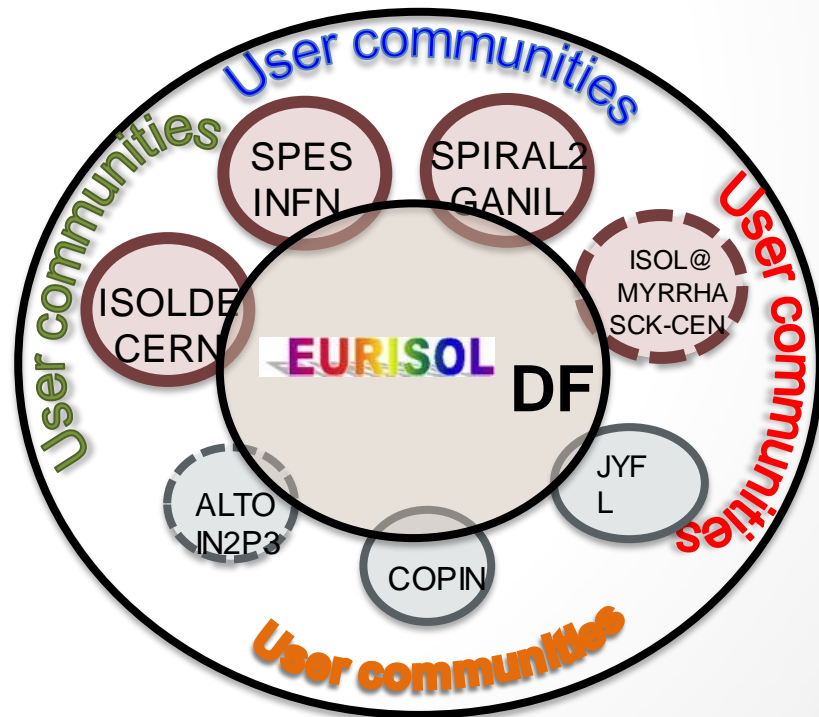 User communities
User communities
User communities
SPES
INFN
SPIRAL2
GANIL
ISOLDE
CERN
ISOL@
MYRRHA
SCK-CEN
EURISOL
DF
ALTO
IN2P3
COPIN
JYF
L
User communities